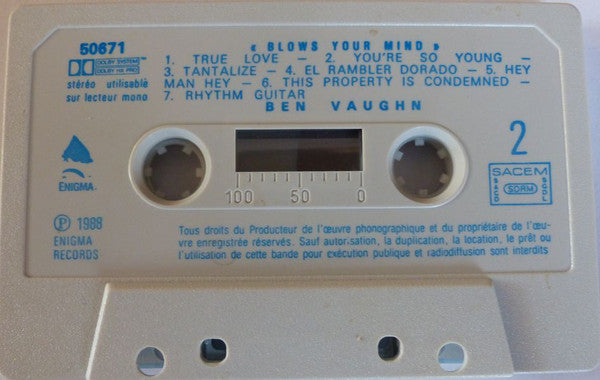 50671
« BLOWS YOUR MIND »
DOLBY SYSTEM
DOLBY HX PRO
stéréo utilisable
sur lecteur mono
1. TRUE LOVE – 2. YOU'RE SO YOUNG –
3. TANTALIZE – 4. EL RAMBLER DORADO – 5. HEY
MAN HEY – 6. THIS PROPERTY IS CONDEMNED –
7. RHYTHM GUITAR
BEN VAUGHN
ENIGMA
100 50 0
2
SACEM
SDRM
SACD
SGDL
℗ 1988
ENIGMA
RECORDS
Tous droits du Producteur de l'œuvre phonographique et du propriétaire de l'œu-
vre enregistrée réservés. Sauf autor-sation, la duplication, la location, le prêt ou
l'utilisation de cette bande pour exécution publique et radiodiffusion sont interdits